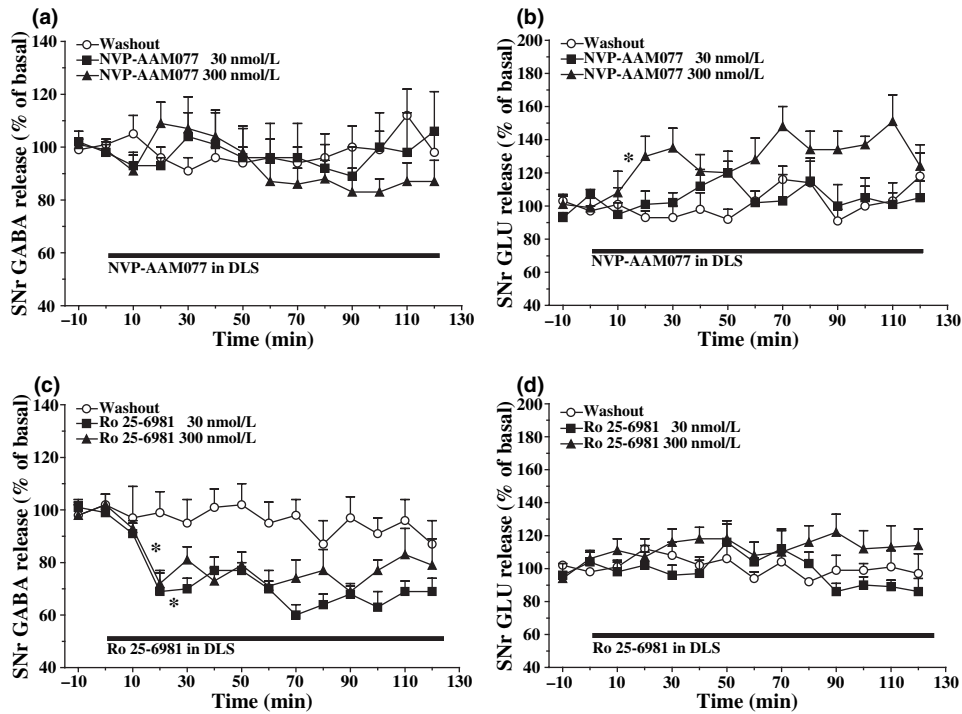 (a)
Washout
NVP-AAM077 30 nmol/L
NVP-AAM077 300 nmol/L
SNr GABA release (% of basal)
140
120
100
80
60
40
NVP-AAM077 in DLS
–10 10 30 50 70 90 110 130
Time (min)
(b)
Washout
NVP-AAM077 30 nmol/L
NVP-AAM077 300 nmol/L
SNr GLU release (% of basal)
200
180
160
140
120
100
80
60
40
*
NVP-AAM077 in DLS
–10 10 30 50 70 90 110 130
Time (min)
(c)
Washout
Ro 25-6981 30 nmol/L
Ro 25-6981 300 nmol/L
SNr GABA release (% of basal)
140
120
100
80
60
40
*
*
Ro 25-6981 in DLS
–10 10 30 50 70 90 110 130
Time (min)
(d)
Washout
Ro 25-6981 30 nmol/L
Ro 25-6981 300 nmol/L
SNr GLU release (% of basal)
200
180
160
140
120
100
80
60
40
Ro 25-6981 in DLS
–10 10 30 50 70 90 110 130
Time (min)